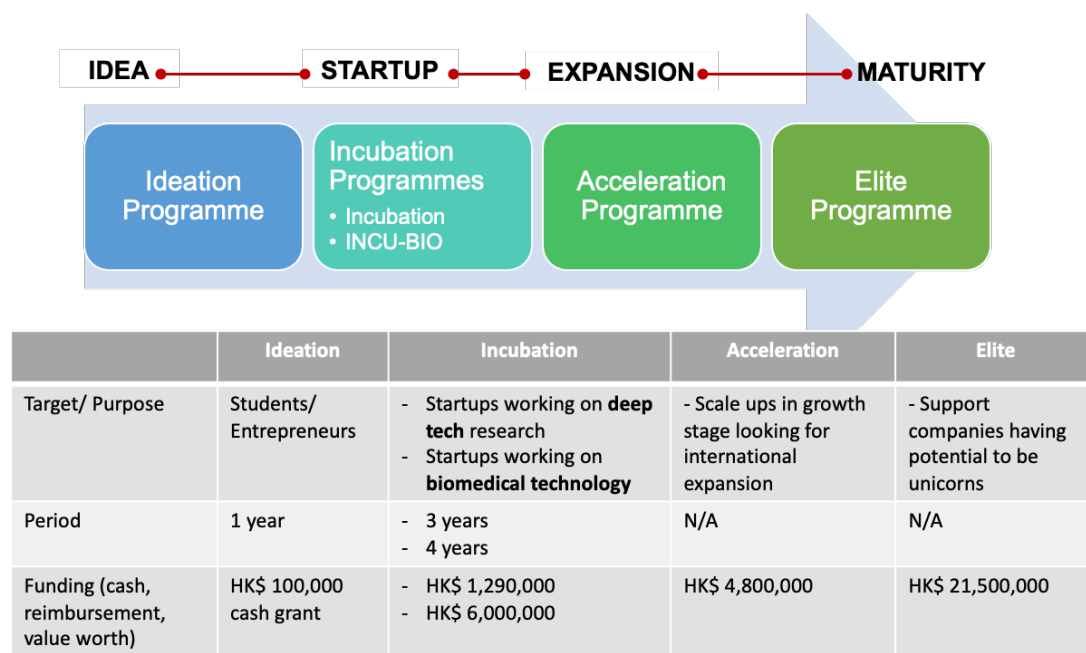 IDEA
STARTUP
EXPANSION
MATURITY
Ideation
Programme
Incubation
Programmes
• Incubation
• INCU-BIO
Acceleration
Programme
Elite
Programme
Ideation
Incubation
Acceleration
Elite
Target/ Purpose
Students/
Entrepreneurs
- Startups working on deep
tech research
- Startups working on
biomedical technology
- Scale ups in growth
stage looking for
international
expansion
- Support
companies having
potential to be
unicorns
Period
1 year
- 3 years
- 4 years
N/A
N/A
Funding (cash,
reimbursement,
value worth)
HK$ 100,000
cash grant
- HK$ 1,290,000
- HK$ 6,000,000
HK$ 4,800,000
HK$ 21,500,000